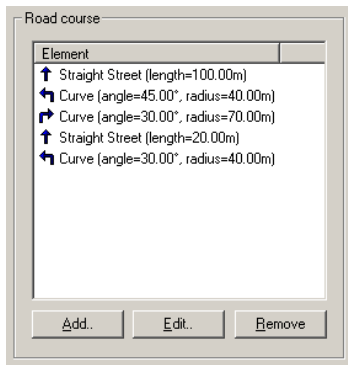 Road course
Element
Straight Street (length=100.00m)
Curve (angle=45.00°, radius=40.00m)
Curve (angle=30.00°, radius=70.00m)
Straight Street (length=20.00m)
Curve (angle=30.00°, radius=40.00m)
Add.. Edit.. Remove